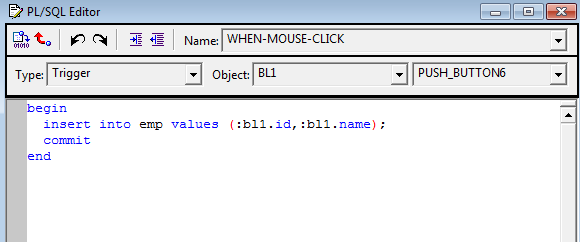 PL/SQL Editor
Name: WHEN-MOUSE-CLICK
Type: Trigger Object: BL1 PUSH_BUTTON6
begin
insert into emp values (:bl1.id,:bl1.name);
commit
end